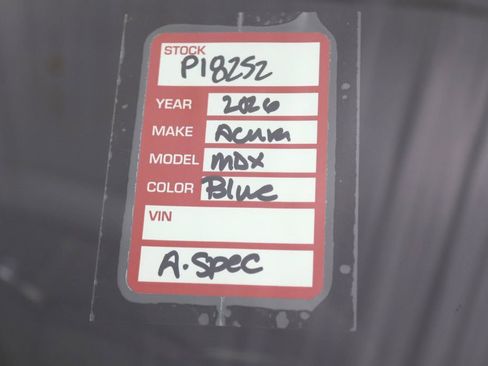 STOCK
P18252
YEAR 2026
MAKE Acura
MODEL MDX
COLOR Blue
VIN
A-Spec